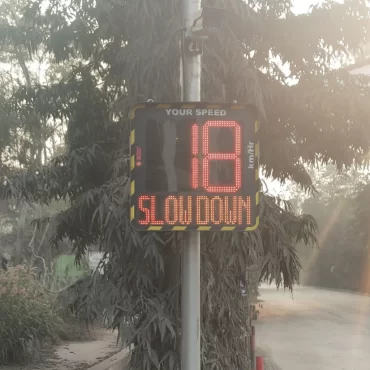 YOUR SPEED
18
km/Hr
SLOW DOWN